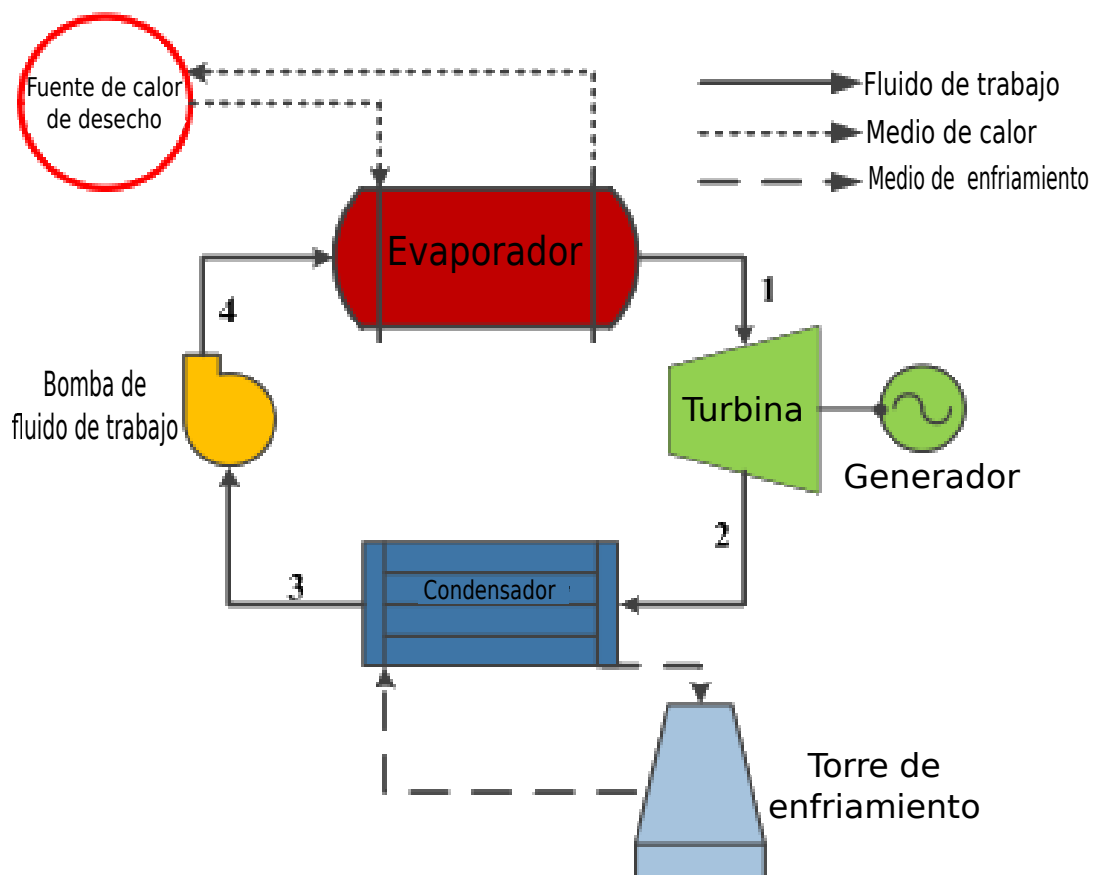 Fuente de calor
de desecho
Fluido de trabajo
Medio de calor
Medio de enfriamiento
Evaporador
1
4
Bomba de
fluido de trabajo
Turbina
Generador
2
3
Condensador
Torre de
enfriamiento